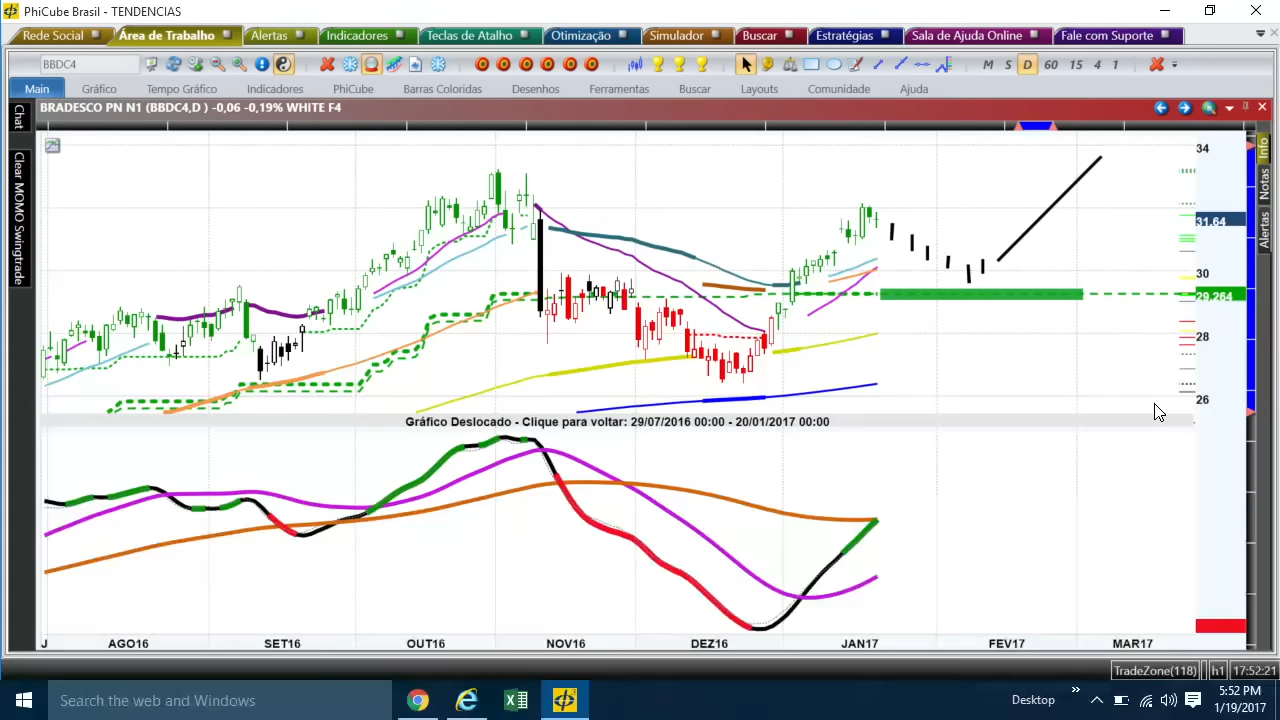 PhiCube Brasil - TENDENCIAS
Rede Social Área de Trabalho Alertas Indicadores Teclas de Atalho Otimização Simulador Buscar Estratégias Sala de Ajuda Online Fale com Suporte
BBDC4 M S D 60 15 4 1
Main Gráfico Tempo Gráfico Indicadores PhiCube Barras Coloridas Desenhos Ferramentas Buscar Layouts Comunidade Ajuda
BRADESCO PN N1 (BBDC4,D ) -0,06 -0,19% WHITE F4
Chat
Clear MOMO Swingtrade
Info
Notas
Alertas
34
31.64
30
29.264
28
26
Gráfico Deslocado - Clique para voltar: 29/07/2016 00:00 - 20/01/2017 00:00
J AGO16 SET16 OUT16 NOV16 DEZ16 JAN17 FEV17 MAR17
TradeZone(118) h1 17:52:21
Search the web and Windows
Desktop
5:52 PM
1/19/2017